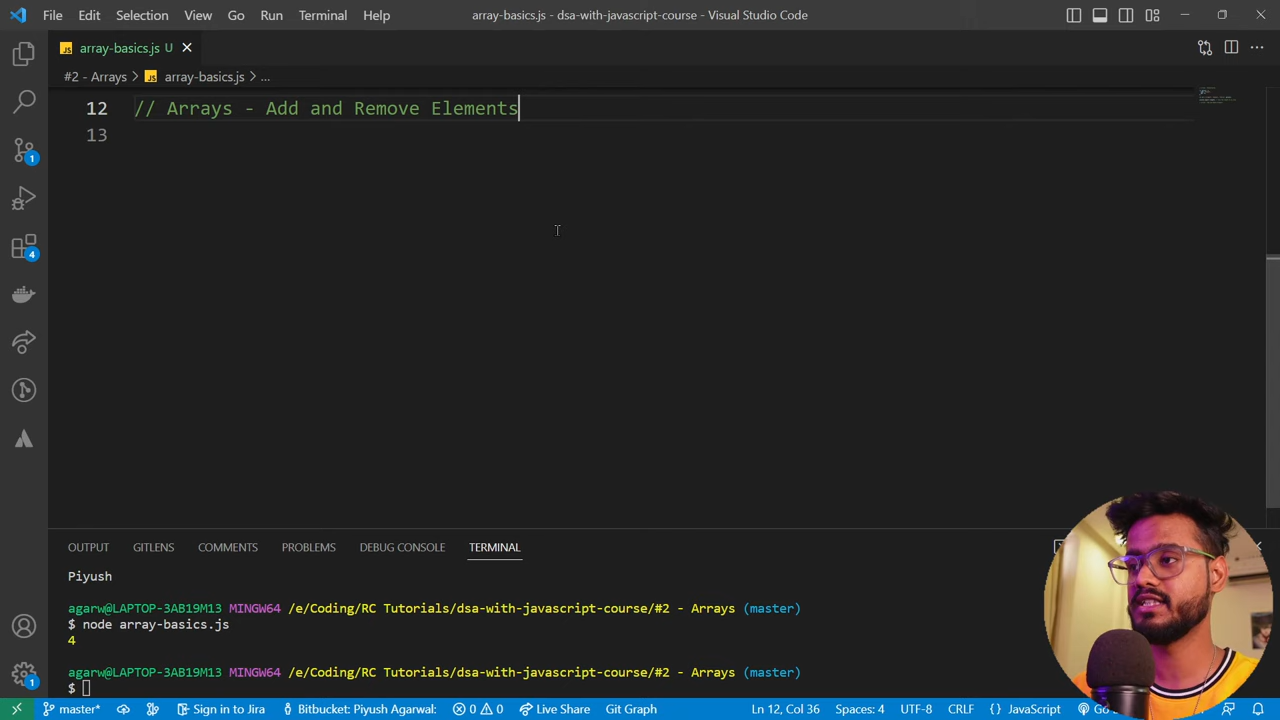 File Edit Selection View Go Run Terminal Help array-basics.js - dsa-with-javascript-course - Visual Studio Code
JS array-basics.js U
#2 - Arrays > JS array-basics.js > ...
12 // Arrays - Add and Remove Elements
13
1
4
OUTPUT GITLENS COMMENTS PROBLEMS DEBUG CONSOLE TERMINAL
Piyush
agarw@LAPTOP-3AB19M13 MINGW64 /e/Coding/RC Tutorials/dsa-with-javascript-course/#2 - Arrays (master)
$ node array-basics.js
4
agarw@LAPTOP-3AB19M13 MINGW64 /e/Coding/RC Tutorials/dsa-with-javascript-course/#2 - Arrays (master)
$
1
master* Sign in to Jira Bitbucket: Piyush Agarwal: 0 0 Live Share Git Graph Ln 12, Col 36 Spaces: 4 UTF-8 CRLF {} JavaScript